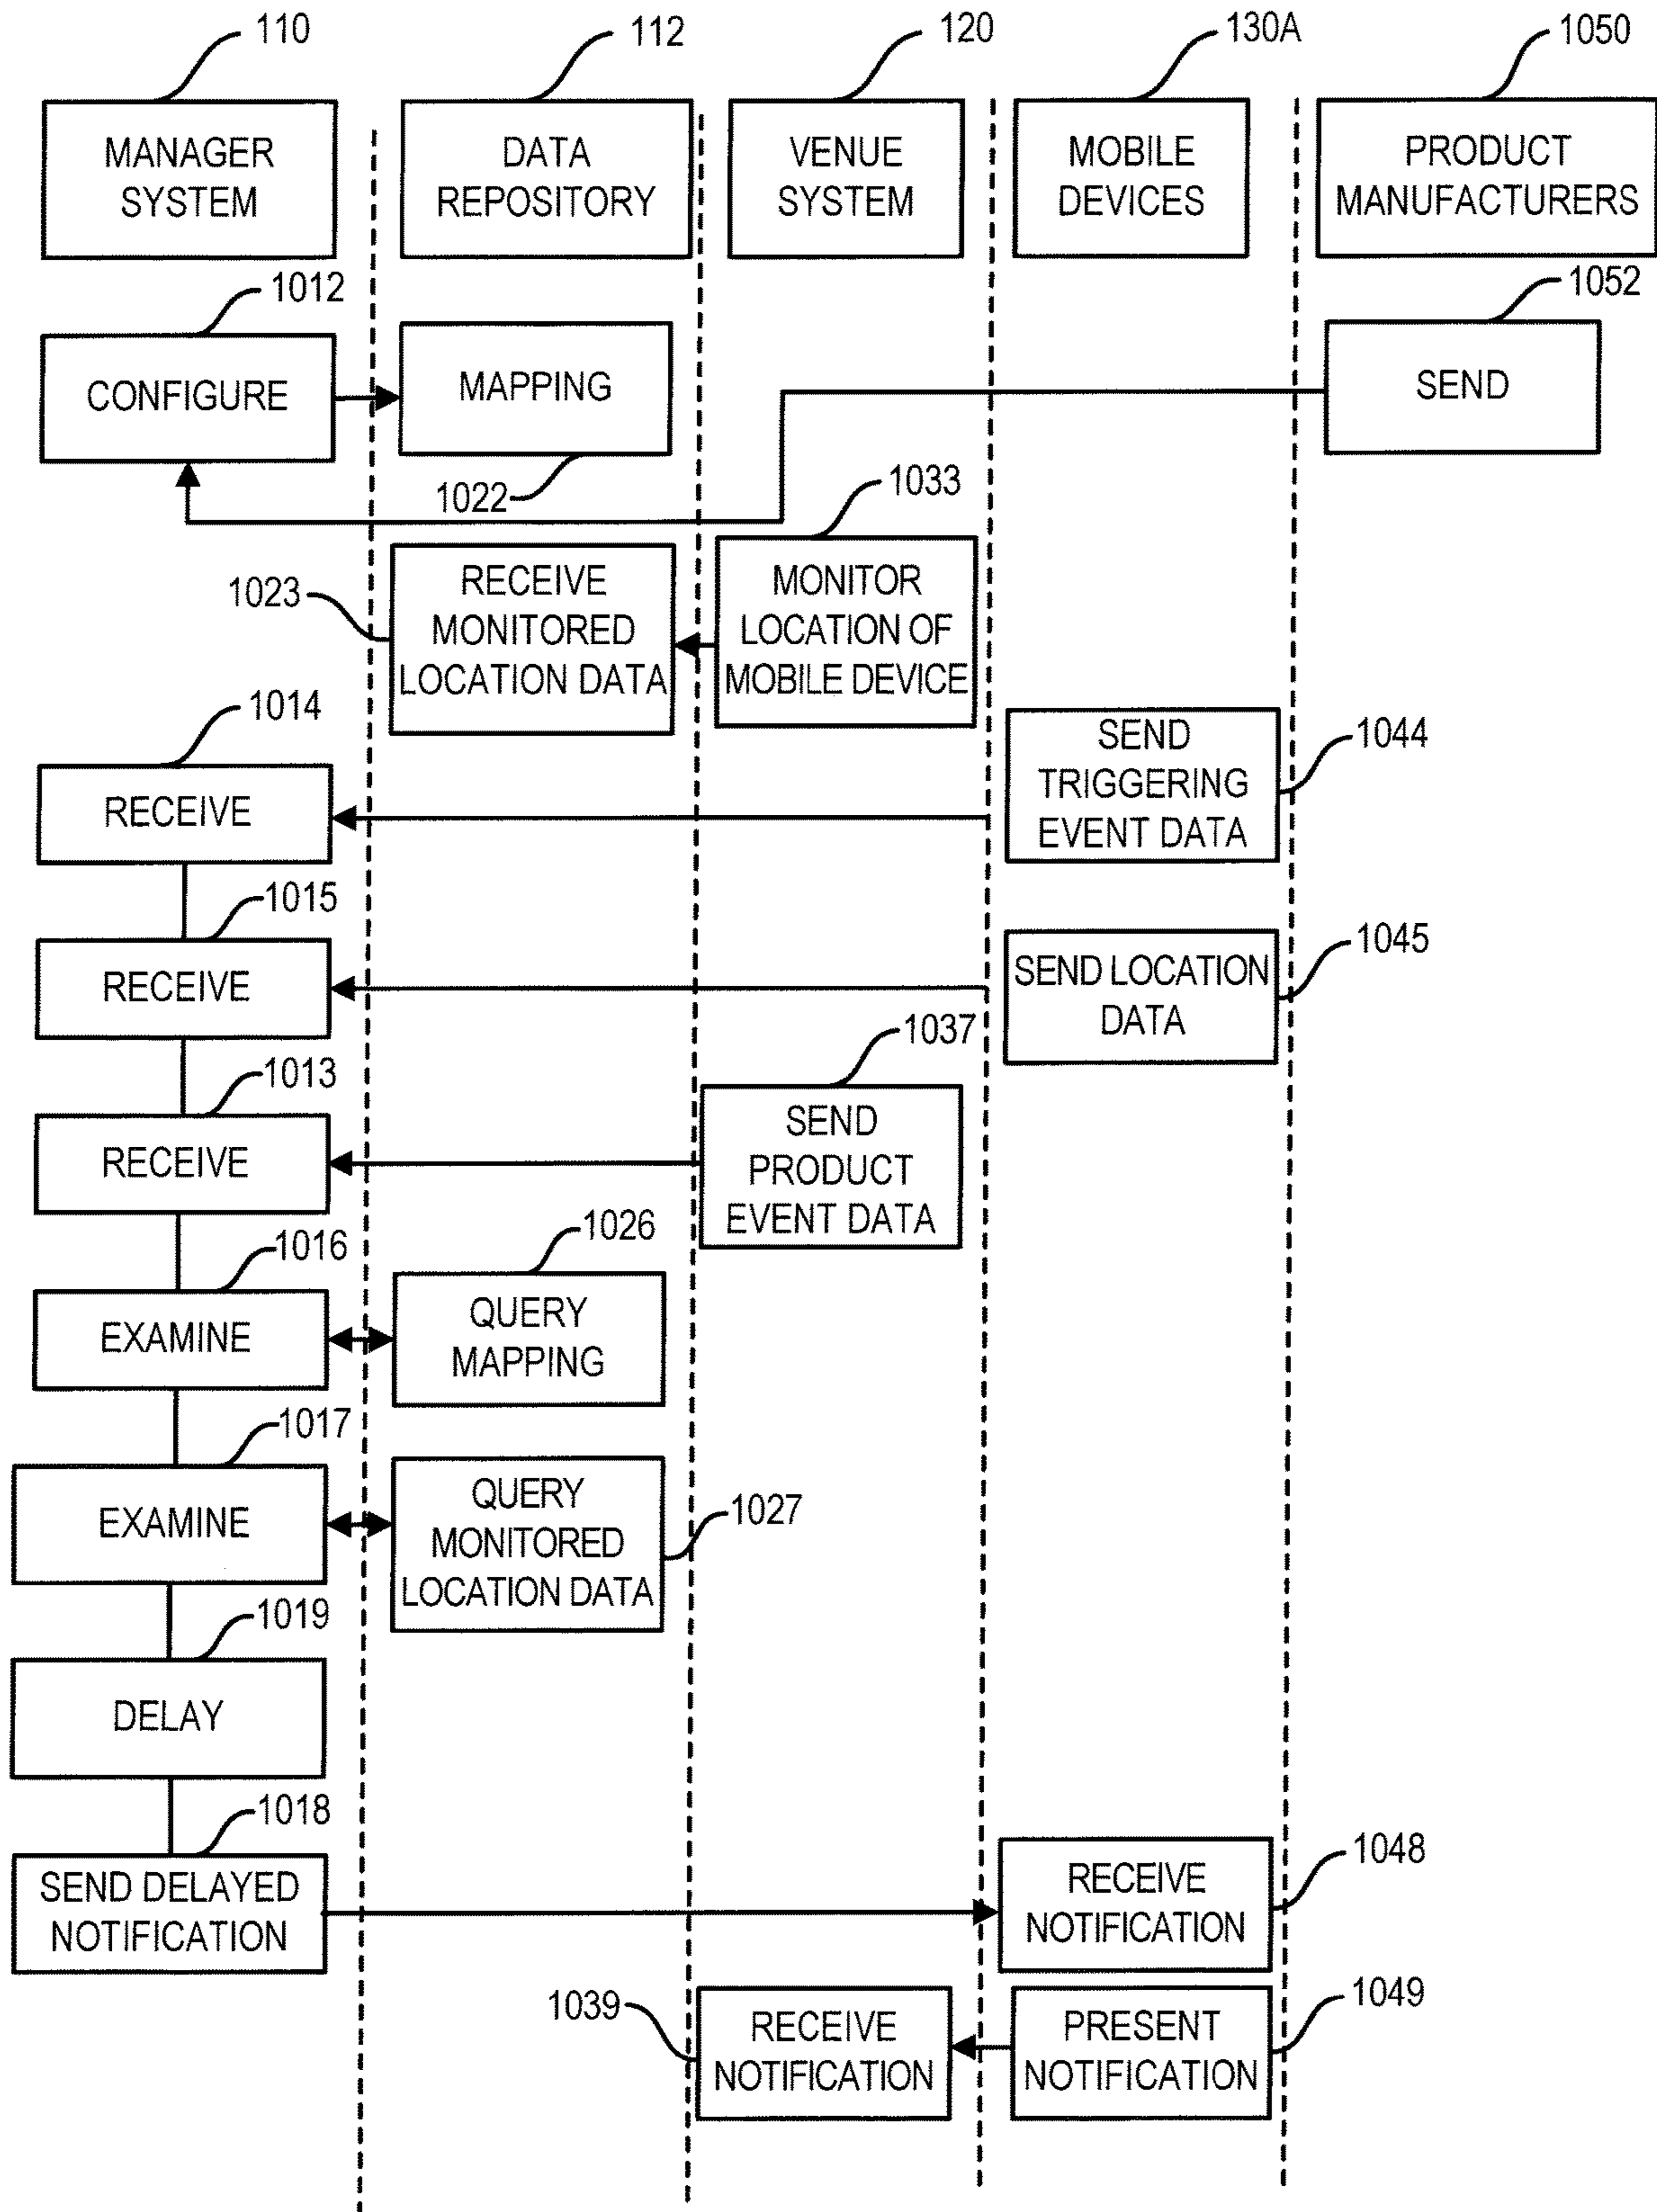 110
112
120
130A
1050
MANAGER
SYSTEM
DATA
REPOSITORY
VENUE
SYSTEM
MOBILE
DEVICES
PRODUCT
MANUFACTURERS
1012
1052
CONFIGURE
MAPPING
SEND
1022
1033
1023
RECEIVE
MONITORED
LOCATION DATA
MONITOR
LOCATION OF
MOBILE DEVICE
1014
RECEIVE
SEND
TRIGGERING
EVENT DATA
1044
1015
RECEIVE
SEND LOCATION
DATA
1045
1013
RECEIVE
1037
SEND
PRODUCT
EVENT DATA
1016
EXAMINE
1026
QUERY
MAPPING
1017
EXAMINE
QUERY
MONITORED
LOCATION DATA
1027
1019
DELAY
1018
SEND DELAYED
NOTIFICATION
RECEIVE
NOTIFICATION
1048
1039
RECEIVE
NOTIFICATION
PRESENT
NOTIFICATION
1049